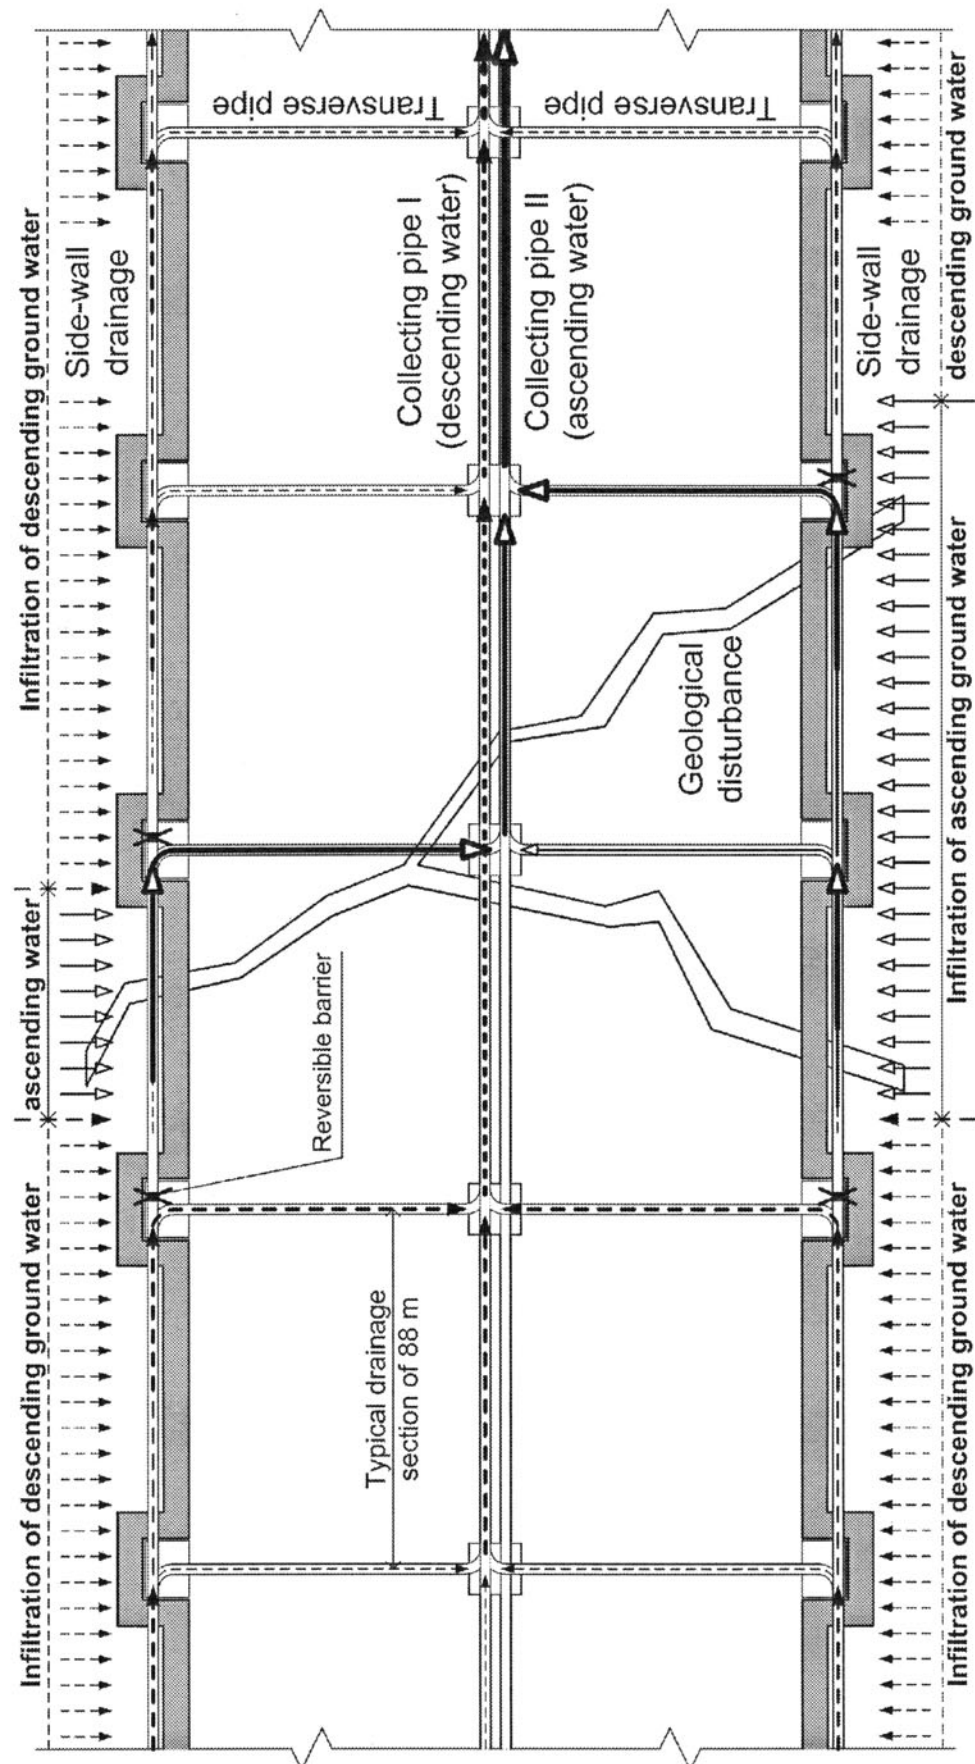 Infiltration of descending ground water
ascending water
Infiltration of descending ground water
Side-wall
drainage
Transverse pipe
Transverse pipe
Reversible barrier
Typical drainage
section of 88 m
Collecting pipe I
(descending water)
Collecting pipe II
(ascending water)
Geological
disturbance
Side-wall
drainage
Infiltration of descending ground water
Infiltration of ascending ground water
descending ground water